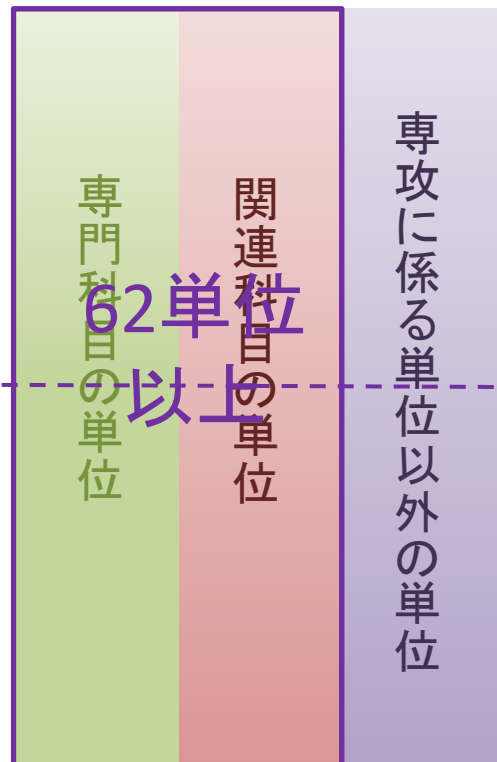 専門科目の単位
関連科目の単位
専攻に係る単位以外の単位
62単位
以上